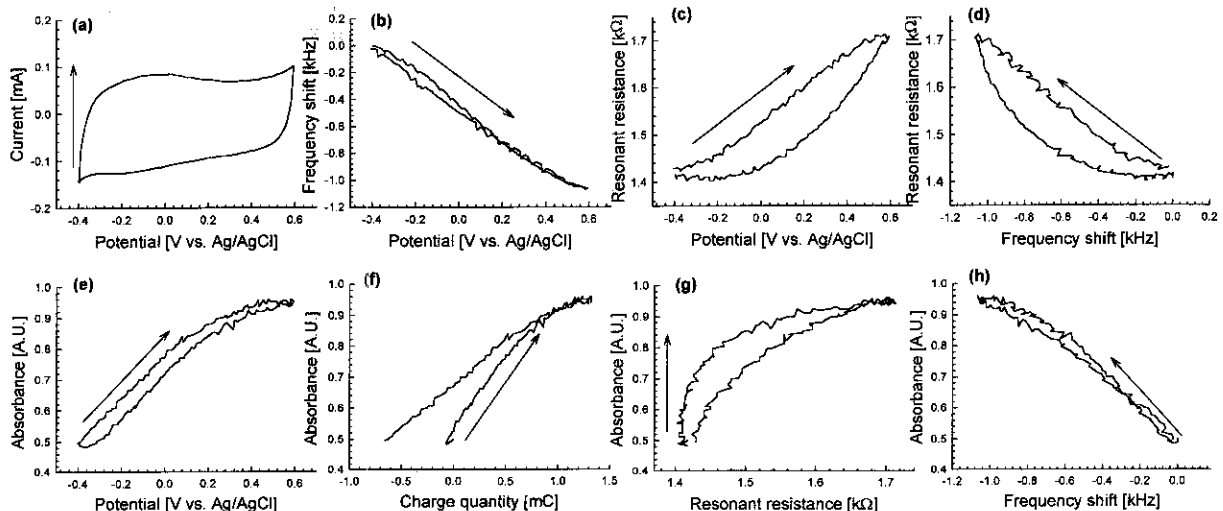 (a)
0.2
0.1
0.0
-0.1
-0.2
Current [mA]
-0.4 -0.2 0.0 0.2 0.4 0.6
Potential [V vs. Ag/AgCl]
(b)
0.2
0.0
-0.2
-0.4
-0.6
-0.8
-1.0
-1.2
Frequency shift [kHz]
-0.4 -0.2 0.0 0.2 0.4 0.6
Potential [V vs. Ag/AgCl]
(c)
1.7
1.6
1.5
1.4
Resonant resistance [kΩ]
-0.4 -0.2 0.0 0.2 0.4 0.6
Potential [V vs. Ag/AgCl]
(d)
1.7
1.6
1.5
1.4
Resonant resistance [kΩ]
-1.2 -1.0 -0.8 -0.6 -0.4 -0.2 0.0 0.2
Frequency shift [kHz]
(e)
1.0
0.9
0.8
0.7
0.6
0.5
0.4
Absorbance [A.U.]
-0.4 -0.2 0.0 0.2 0.4 0.6
Potential [V vs. Ag/AgCl]
(f)
1.0
0.9
0.8
0.7
0.6
0.5
0.4
Absorbance [A.U.]
-1.0 -0.5 0.0 0.5 1.0
Charge quantity [mC]
(g)
1.0
0.9
0.8
0.7
0.6
0.5
0.4
Absorbance [A.U.]
1.4 1.5 1.6 1.7
Resonant resistance [kΩ]
(h)
1.0
0.9
0.8
0.7
0.6
0.5
0.4
Absorbance [A.U.]
-1.2 -1.0 -0.8 -0.6 -0.4 -0.2 0.0
Frequency shift [-kHz]